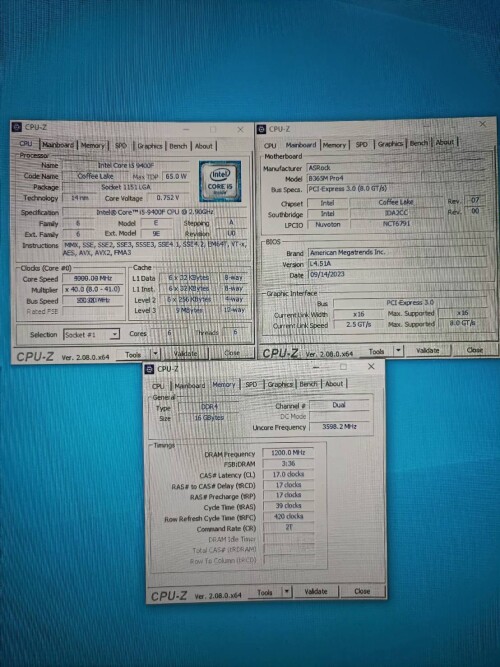 CPU-Z
CPU Mainboard Memory SPD Graphics Bench About
Processor
Name Intel Core i5 9400F
Code Name Coffee Lake Max TDP 65.0 W
Package Socket 1151 LGA
Technology 14 nm Core Voltage 0.752 V
intel
CORE i5
inside
Specification Intel® Core™ i5-9400F CPU @ 2.90GHz
Family 6 Model E Stepping A
Ext. Family 6 Ext. Model 9E Revision U0
Instructions MMX, SSE, SSE2, SSE3, SSSE3, SSE4.1, SSE4.2, EM64T, VT-x,
AES, AVX, AVX2, FMA3
Clocks (Core #0)
Core Speed MHz
Multiplier x 40.0 (8.0 - 41.0)
Bus Speed 100.00 MHz
Rated FSB
Cache
L1 Data 6 x 32 KBytes 8-way
L1 Inst. 6 x 32 KBytes 8-way
Level 2 6 x 256 KBytes 4-way
Level 3 9 MBytes 12-way
Selection Socket #1 Cores 6 Threads 6
CPU-Z Ver. 2.08.0.x64 Tools Validate Close
CPU-Z
CPU Mainboard Memory SPD Graphics Bench About
Motherboard
Manufacturer ASRock
Model B365M Pro4
Bus Specs. PCI-Express 3.0 (8.0 GT/s)
Chipset Intel Coffee Lake Rev. 07
Southbridge Intel Rev. 00
LPCIO Nuvoton NCT6791
BIOS
Brand American Megatrends Inc.
Version L4.51A
Date 09/14/2023
Graphic Interface
Bus PCI-Express 3.0
Current Link Width x16 Max. Supported x16
Current Link Speed 2.5 GT/s Max. Supported 8.0 GT/s
CPU-Z Ver. 2.08.0.x64 Tools Validate Close
CPU-Z
CPU Mainboard Memory SPD Graphics Bench About
General
Type DDR4 Channel # Dual
Size 16 GBytes DC Mode
Uncore Frequency 3598.2 MHz
Timings
DRAM Frequency 1200.0 MHz
FSB:DRAM 3:36
CAS# Latency (CL) 17.0 clocks
RAS# to CAS# Delay (tRCD) 17 clocks
RAS# Precharge (tRP) 17 clocks
Cycle Time (tRAS) 39 clocks
Row Refresh Cycle Time (tRFC) 420 clocks
Command Rate (CR) 2T
DRAM Idle Timer
Total CAS# (tRDRAM)
Row To Column (tRCD)
CPU-Z Ver. 2.08.0.x64 Tools Validate Close